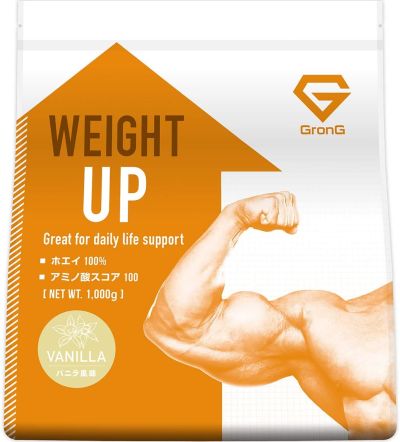 GronG
WEIGHT
UP
Great for daily life support
■ ホエイ 100%
■ アミノ酸スコア 100
[ NET WT. 1,000g ]
VANILLA
バニラ風味